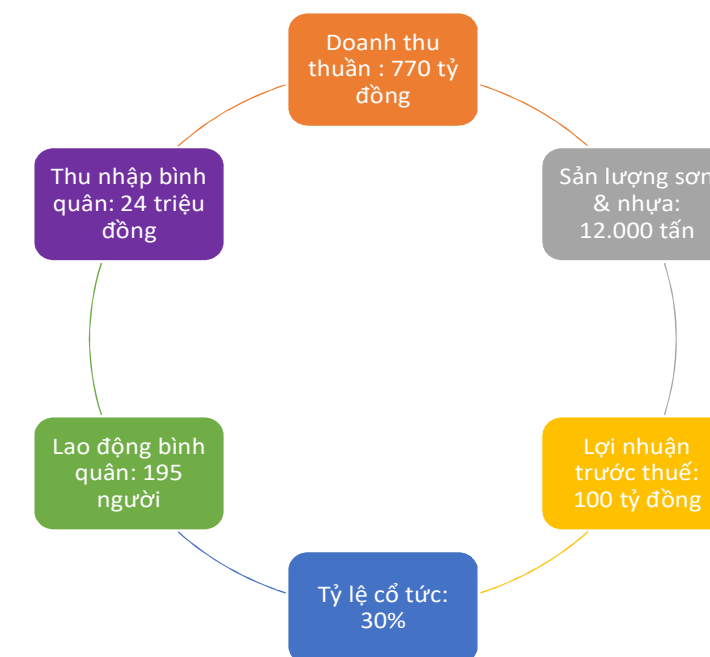 Doanh thu
thuần : 770 tỷ
đồng
Thu nhập bình
quân: 24 triệu
đồng
Sản lượng sơn
& nhựa:
12.000 tấn
Lao động bình
quân: 195
người
Lợi nhuận
trước thuế:
100 tỷ đồng
Tỷ lệ cổ tức:
30%